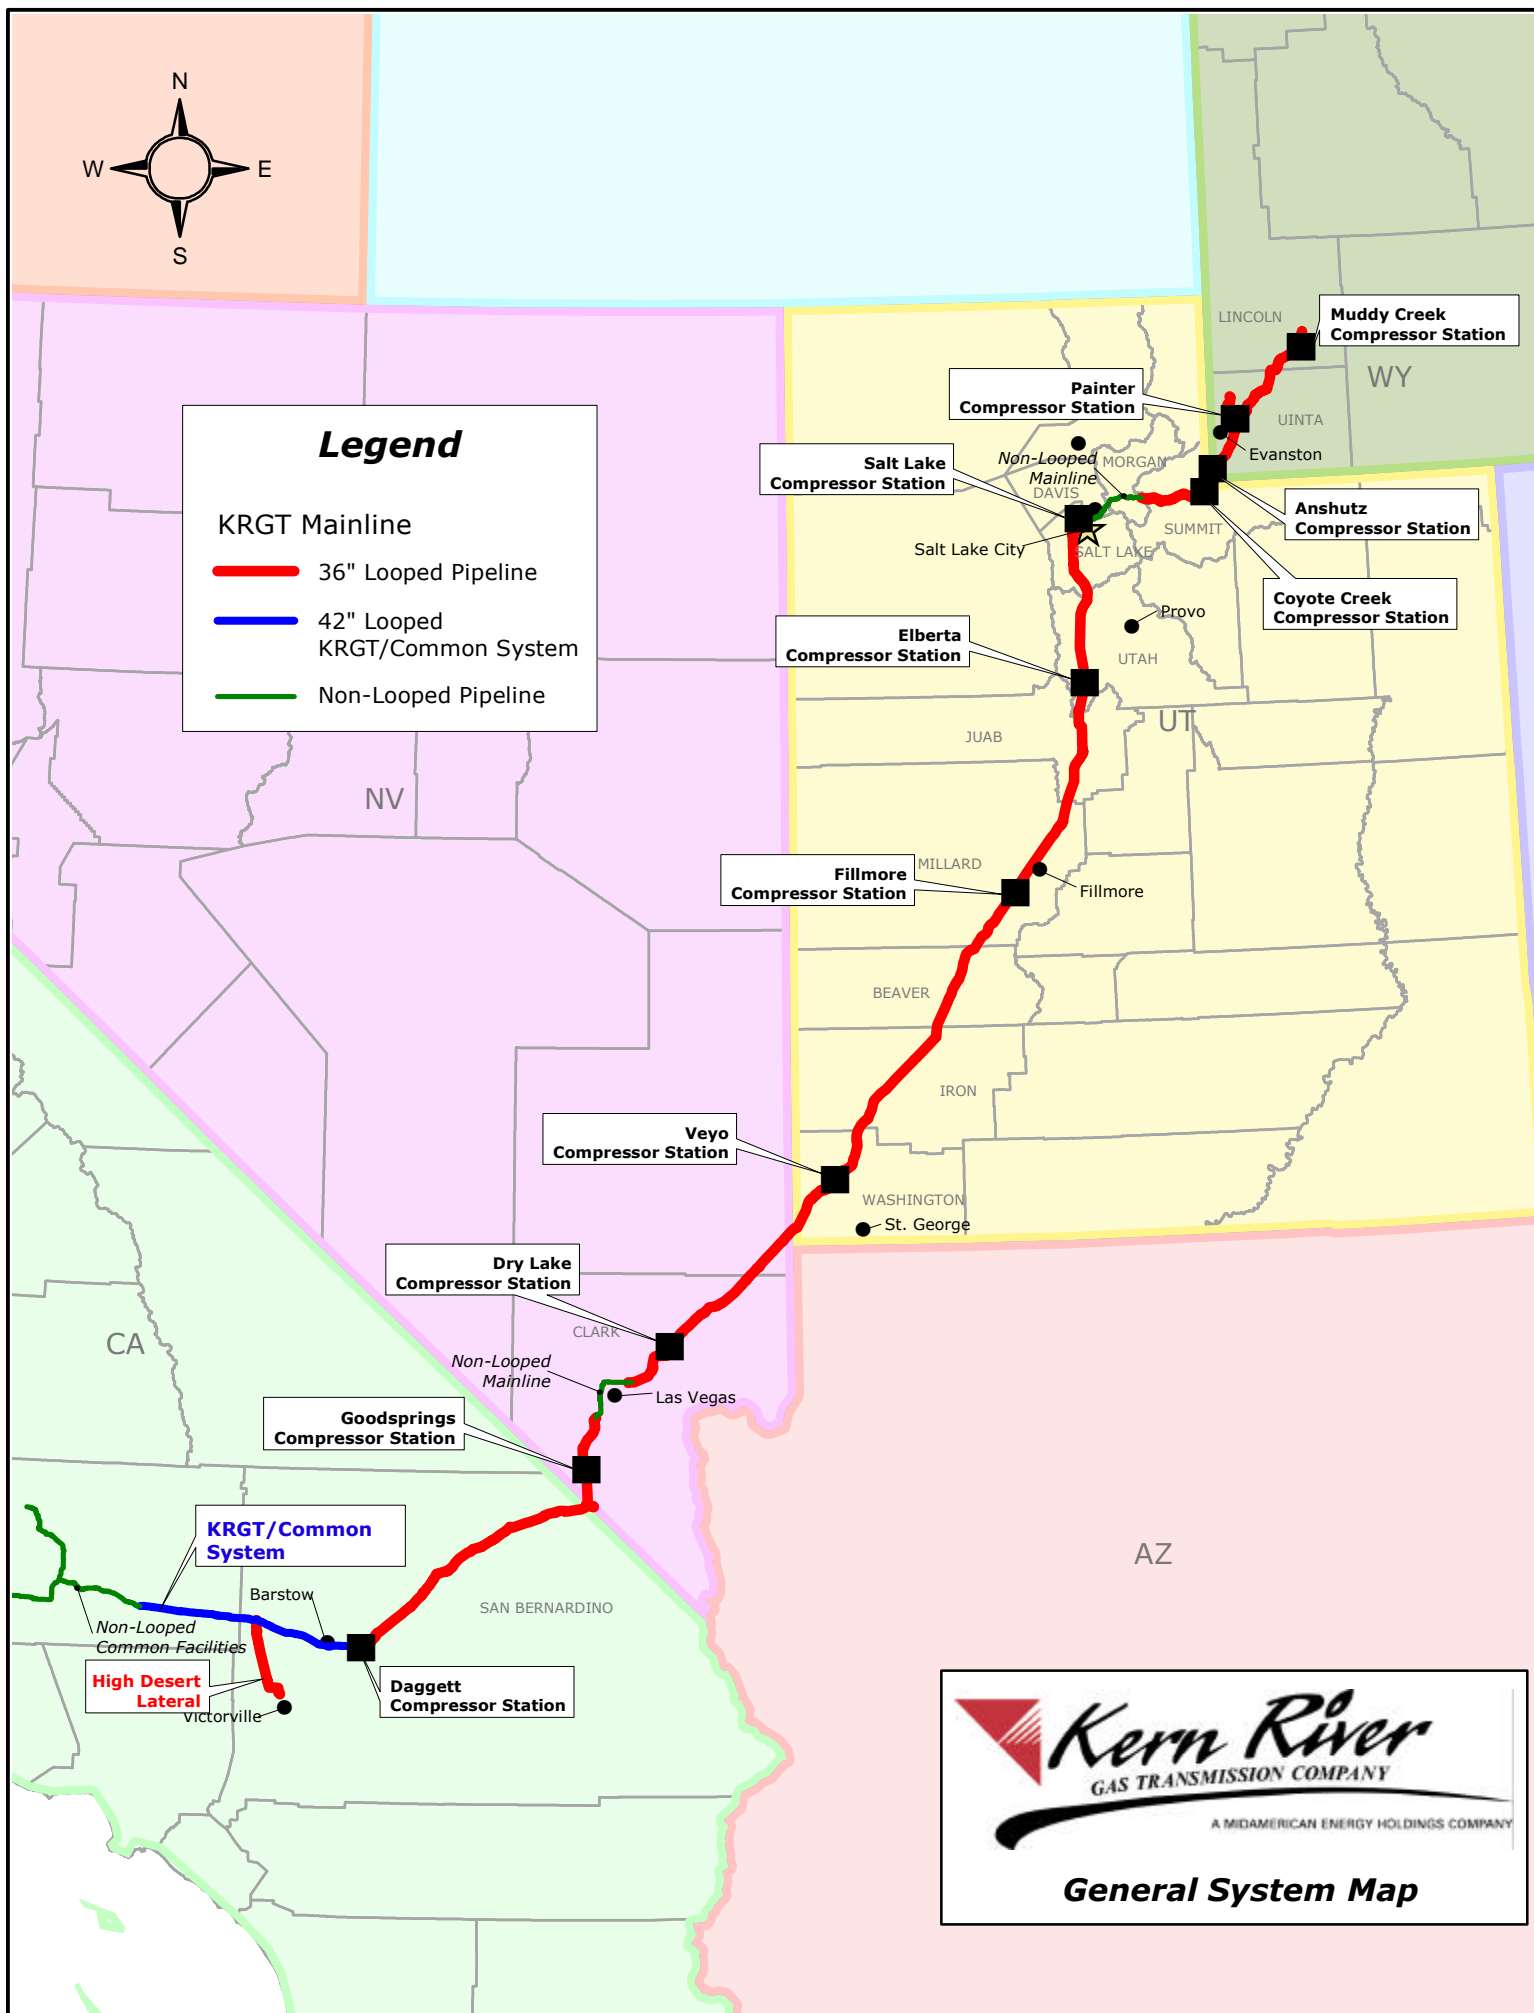 N
W
E
S
LINCOLN
Muddy Creek
Compressor Station
WY
Painter
Compressor Station
UINTA
Evanston
Legend
KRGT Mainline
36" Looped Pipeline
42" Looped
KRGT/Common System
Non-Looped Pipeline
Salt Lake
Compressor Station
Non-Looped
Mainline
MORGAN
DAVIS
Anshutz
Compressor Station
SUMMIT
Salt Lake City
SALT LAKE
Coyote Creek
Compressor Station
Provo
Elberta
Compressor Station
UTAH
UT
JUAB
NV
MILLARD
Fillmore
Compressor Station
Fillmore
BEAVER
IRON
Veyo
Compressor Station
WASHINGTON
St. George
Dry Lake
Compressor Station
CLARK
CA
Non-Looped
Mainline
Las Vegas
Goodsprings
Compressor Station
KRGT/Common
System
AZ
Barstow
SAN BERNARDINO
Non-Looped
Common Facilities
High Desert
Lateral
Victorville
Daggett
Compressor Station
Kern River
GAS TRANSMISSION COMPANY
A MIDAMERICAN ENERGY HOLDINGS COMPANY
General System Map